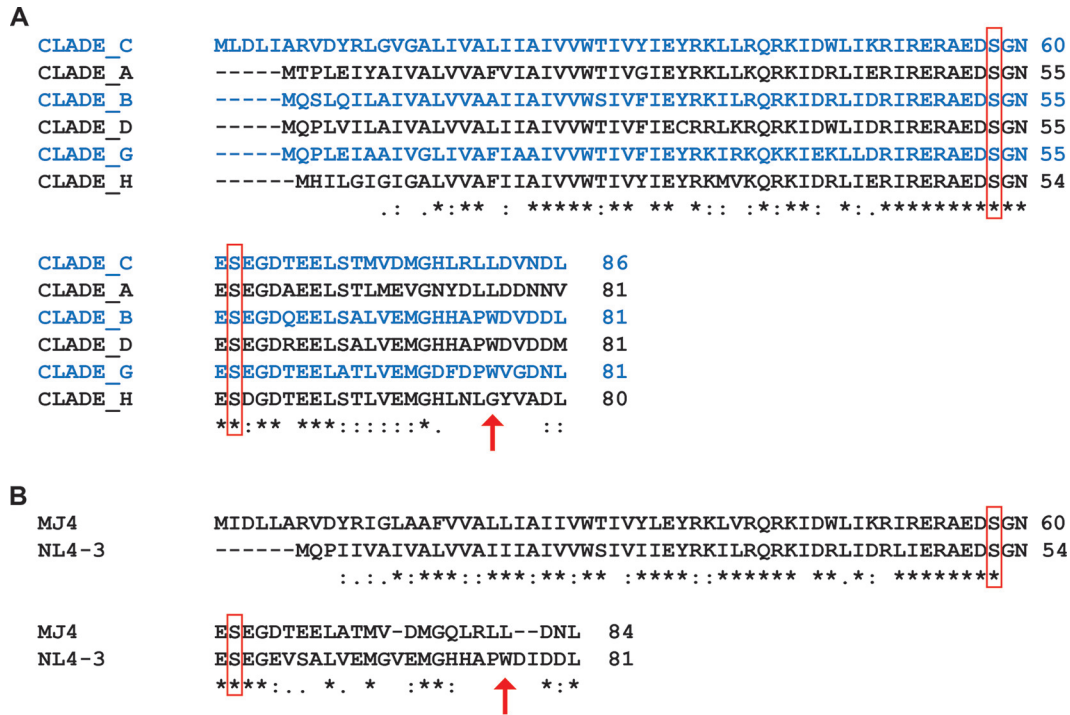 A
CLADE_C MLDLIARVDYRLGVGALIVALIIAIVVWTIVYIEYRKLLRQRKIDWLIKRIRERAEDSGN 60
CLADE_A -----MTPLEIYAIVALVVAFVIAIVVWTIVGIEYRKLLKQRKIDRLIERIRERAEDSGN 55
CLADE_B -----MQSLQILAIVALVVAAIIAIVVWSIVFIEYRKILRQRKIDRLIDRIRERAEDSGN 55
CLADE_D -----MQPLVILAIVALVVALIIAIVVWTIVFIECRRLKRQRKIDWLIDRIRERAEDSGN 55
CLADE_G -----MQPLEIAAIVGLIVAFIAAIVVWTIVFIEYRKIRKQKKIEKLLDRIRERAEDSGN 55
CLADE_H ------MHILGIGIGALVVAFIIAIVVWTIVYIEYRKMVKQRKIDRLIERIRERAEDSGN 54
.: .*:** : *****:** ** ** *:: :*:**: *:.***********
CLADE_C ESEGDTEELSTMVDMGHLRLLDVNDL 86
CLADE_A ESEGDAEELSTLMEVGNYDLLDDNNV 81
CLADE_B ESEGDQEELSALVEMGHHAPWDVDDL 81
CLADE_D ESEGDREELSALVEMGHHAPWDVDDM 81
CLADE_G ESEGDTEELATLVEMGDFDPWVGDNL 81
CLADE_H ESDGDTEELSTLVEMGHLNLGYVADL 80
**:** ***::::::*. ::
B
MJ4 MIDLLARVDYRIGLAAFVVALLIAIIVWTIVYLEYRKLVRQRKIDWLIKRIRERAEDSGN 60
NL4-3 ------MQPIIVAIVALVVAIIIAIVVWSIVIIEYRKILRQRKIDRLIDRLIERAEDSGN 54
:.:.*:***::***:**:** :****::****** **.*: ********
MJ4 ESEGDTEELATMV-DMGQLRLL--DNL 84
NL4-3 ESEGEVSALVEMGVEMGHHAPWDIDDL 81
****:.. *. * :**: *:*